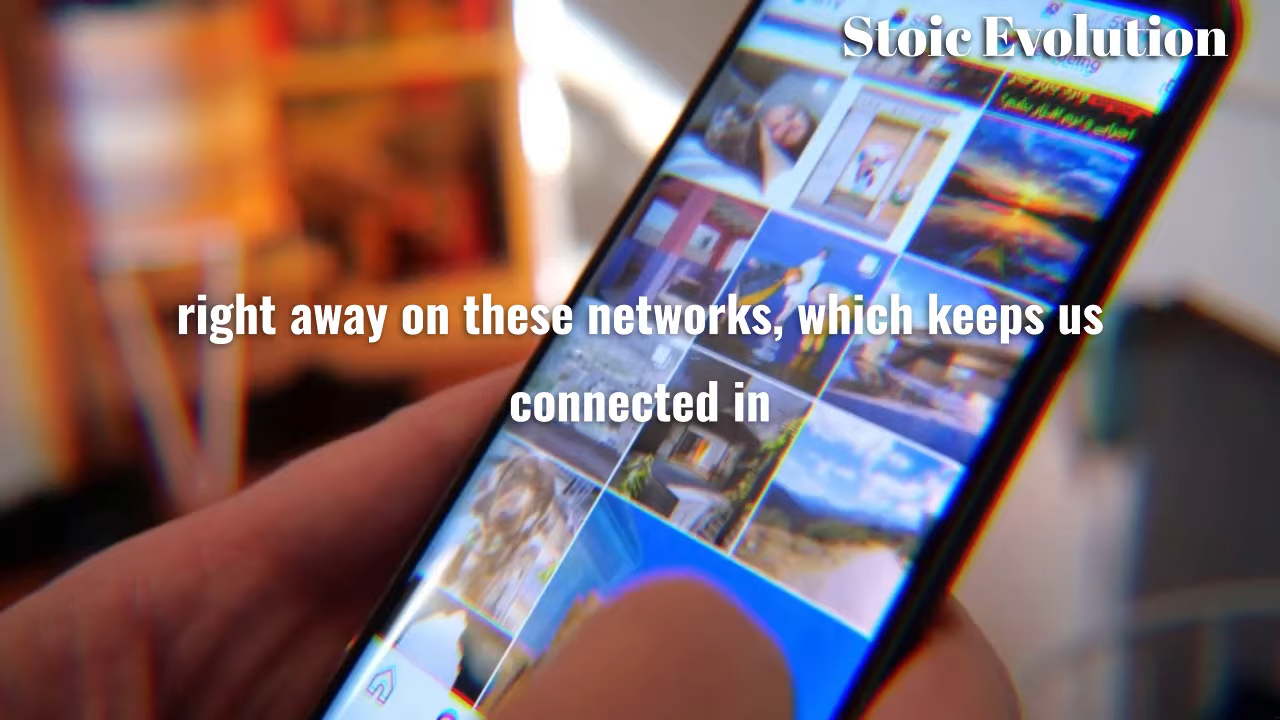 Stoic Evolution
right away on these networks, which keeps us
connected in